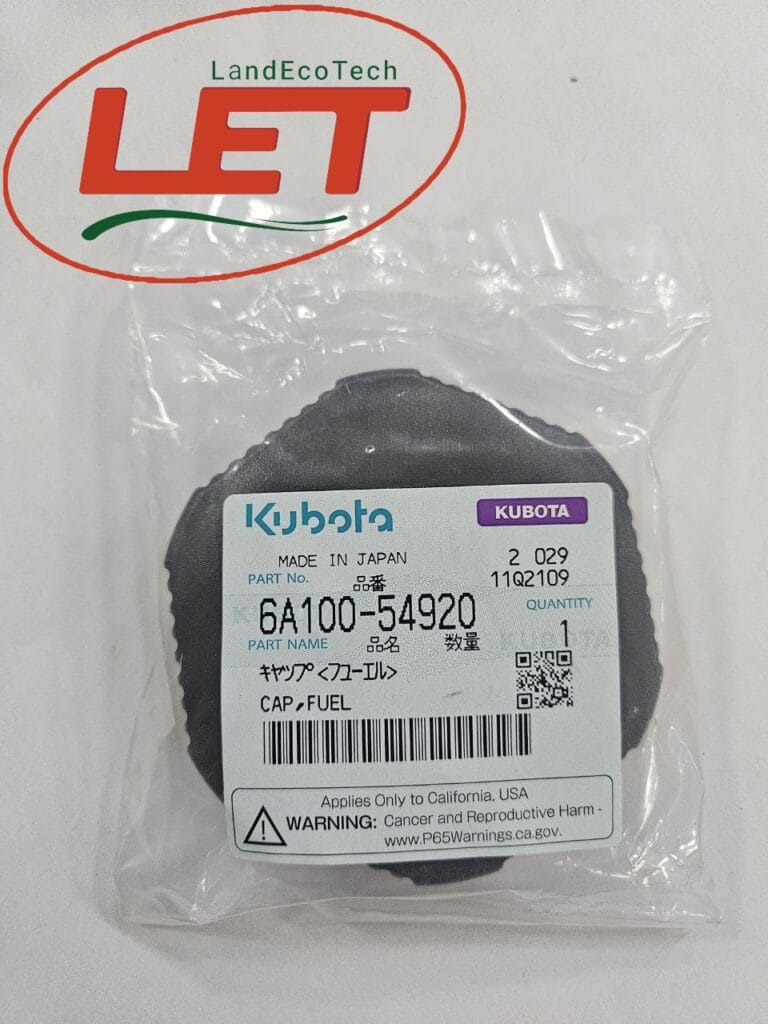 LandEcoTech
LET
Kubota KUBOTA
MADE IN JAPAN 2 029
PART No. 品番 11Q2109
6A100-54920 QUANTITY
PART NAME 品名 数量 1
KUBOTA
キャップ<フューエル>
CAP,FUEL
Applies Only to California, USA
WARNING: Cancer and Reproductive Harm -
www.P65Warnings.ca.gov.